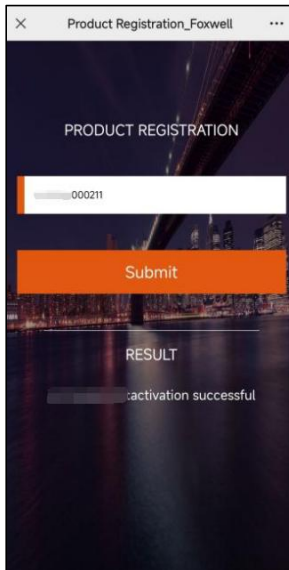 Product Registration_Foxwell
PRODUCT REGISTRATION
000211
Submit
RESULT
:activation successful